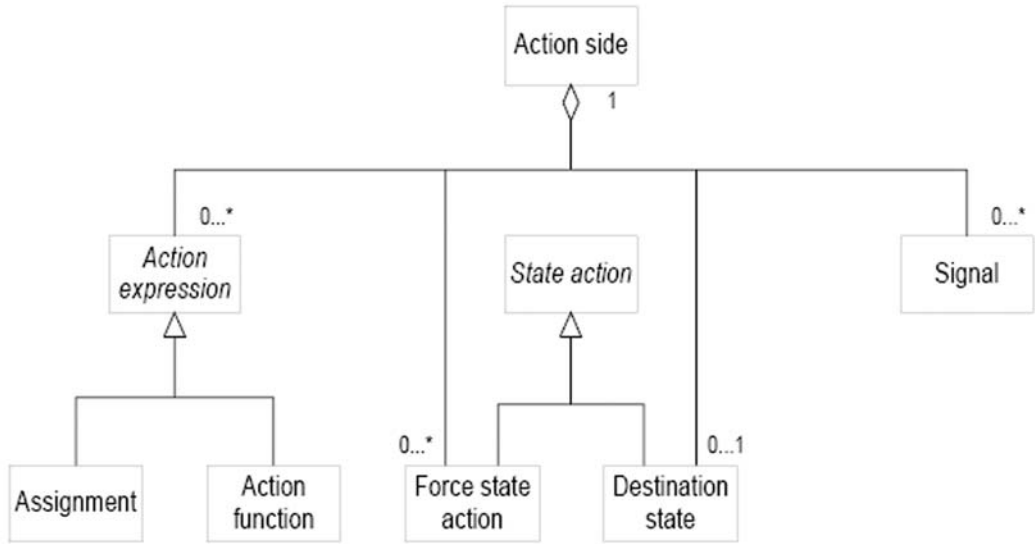 Action side
1
0...*
0...*
Action
expression
State action
Signal
0...*
0...1
Assignment
Action
function
Force state
action
Destination
state